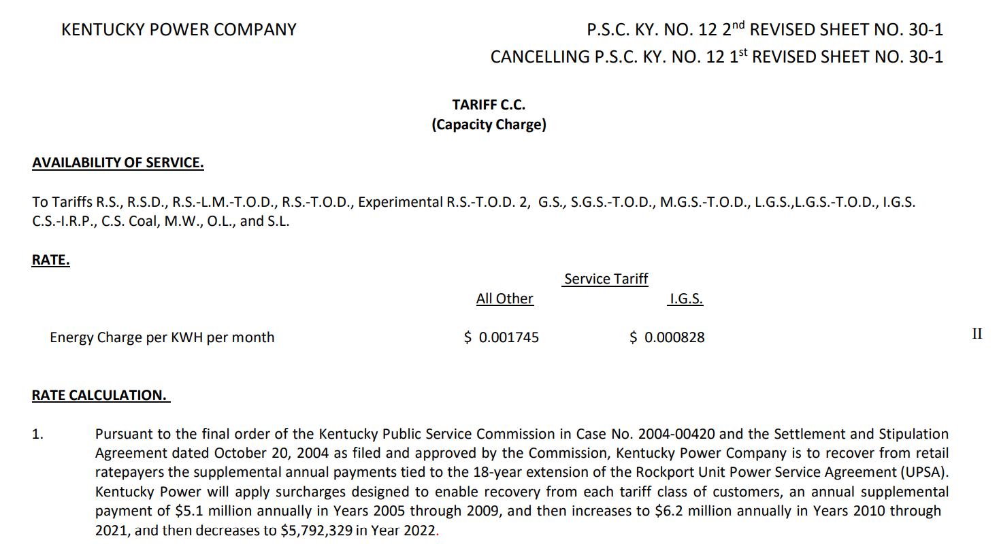 KENTUCKY POWER COMPANY P.S.C. KY. NO. 12 2nd REVISED SHEET NO. 30-1
CANCELLING P.S.C. KY. NO. 12 1st REVISED SHEET NO. 30-1
TARIFF C.C.
(Capacity Charge)
AVAILABILITY OF SERVICE.
To Tariffs R.S., R.S.D., R.S.-L.M.-T.O.D., R.S.-T.O.D., Experimental R.S.-T.O.D. 2, G.S., S.G.S.-T.O.D., M.G.S.-T.O.D., L.G.S.,L.G.S.-T.O.D., I.G.S.
C.S.-I.R.P., C.S. Coal, M.W., O.L., and S.L.
RATE.
Service Tariff
All Other I.G.S.
Energy Charge per KWH per month $ 0.001745 $ 0.000828 II
RATE CALCULATION.
1. Pursuant to the final order of the Kentucky Public Service Commission in Case No. 2004-00420 and the Settlement and Stipulation
Agreement dated October 20, 2004 as filed and approved by the Commission, Kentucky Power Company is to recover from retail
ratepayers the supplemental annual payments tied to the 18-year extension of the Rockport Unit Power Service Agreement (UPSA).
Kentucky Power will apply surcharges designed to enable recovery from each tariff class of customers, an annual supplemental
payment of $5.1 million annually in Years 2005 through 2009, and then increases to $6.2 million annually in Years 2010 through
2021, and then decreases to $5,792,329 in Year 2022.